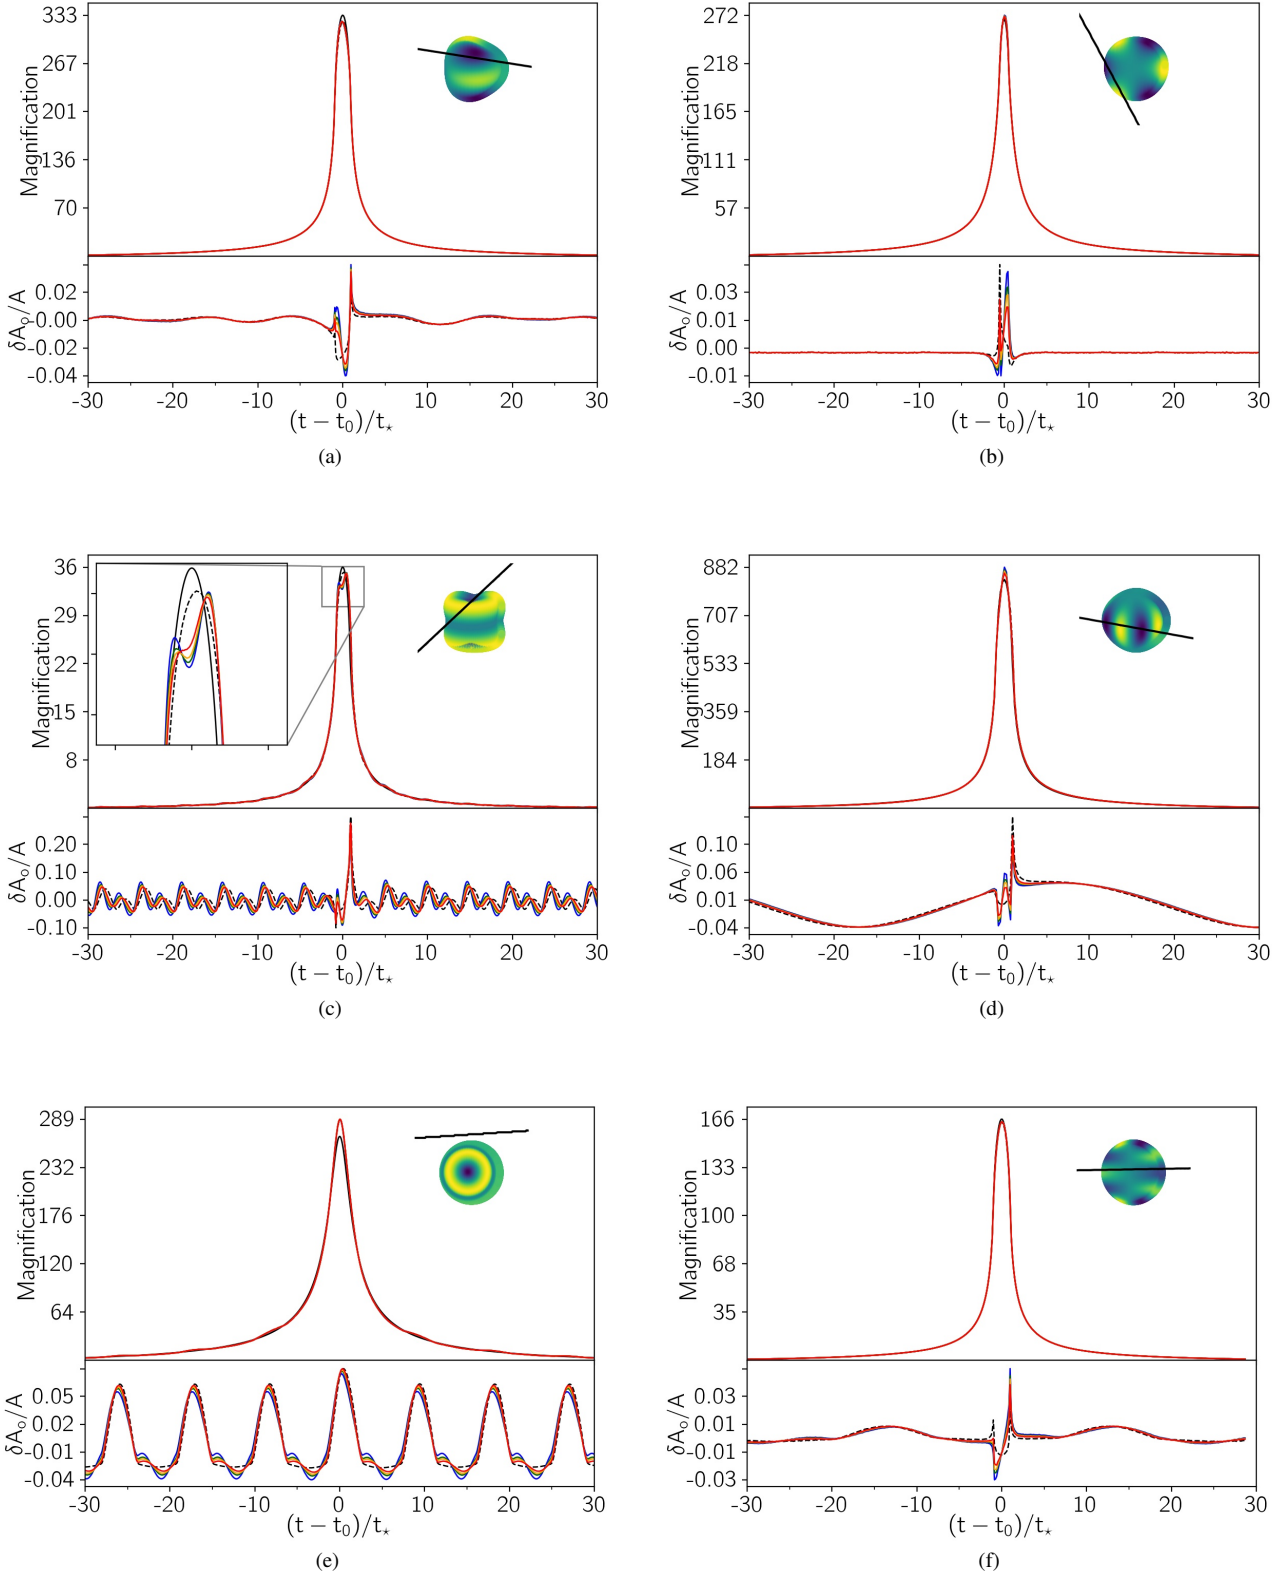 333
267
201
136
70
Magnification
0.02
0.00
-0.02
-0.04
δAₒ/A
-30 -20 -10 0 10 20 30
(t − t₀)/t⋆
(a)
272
218
165
111
57
Magnification
0.03
0.01
0.00
-0.01
δAₒ/A
-30 -20 -10 0 10 20 30
(t − t₀)/t⋆
(b)
36
29
22
15
8
Magnification
0.20
0.10
0.00
-0.10
δAₒ/A
-30 -20 -10 0 10 20 30
(t − t₀)/t⋆
(c)
882
707
533
359
184
Magnification
0.10
0.06
0.01
-0.04
δAₒ/A
-30 -20 -10 0 10 20 30
(t − t₀)/t⋆
(d)
289
232
176
120
64
Magnification
0.05
0.02
-0.01
-0.04
δAₒ/A
-30 -20 -10 0 10 20 30
(t − t₀)/t⋆
(e)
166
133
100
68
35
Magnification
0.03
0.01
-0.01
-0.03
δAₒ/A
-30 -20 -10 0 10 20 30
(t − t₀)/t⋆
(f)